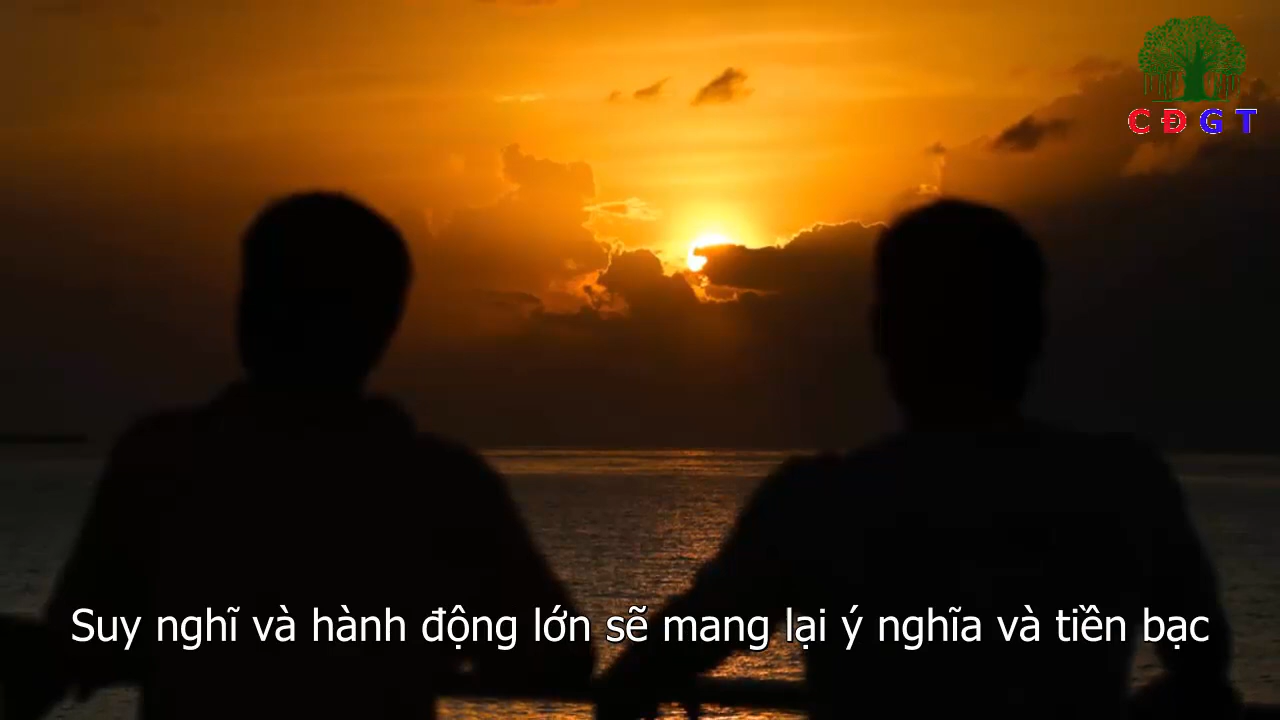 CĐGT
Suy nghĩ và hành động lớn sẽ mang lại ý nghĩa và tiền bạc